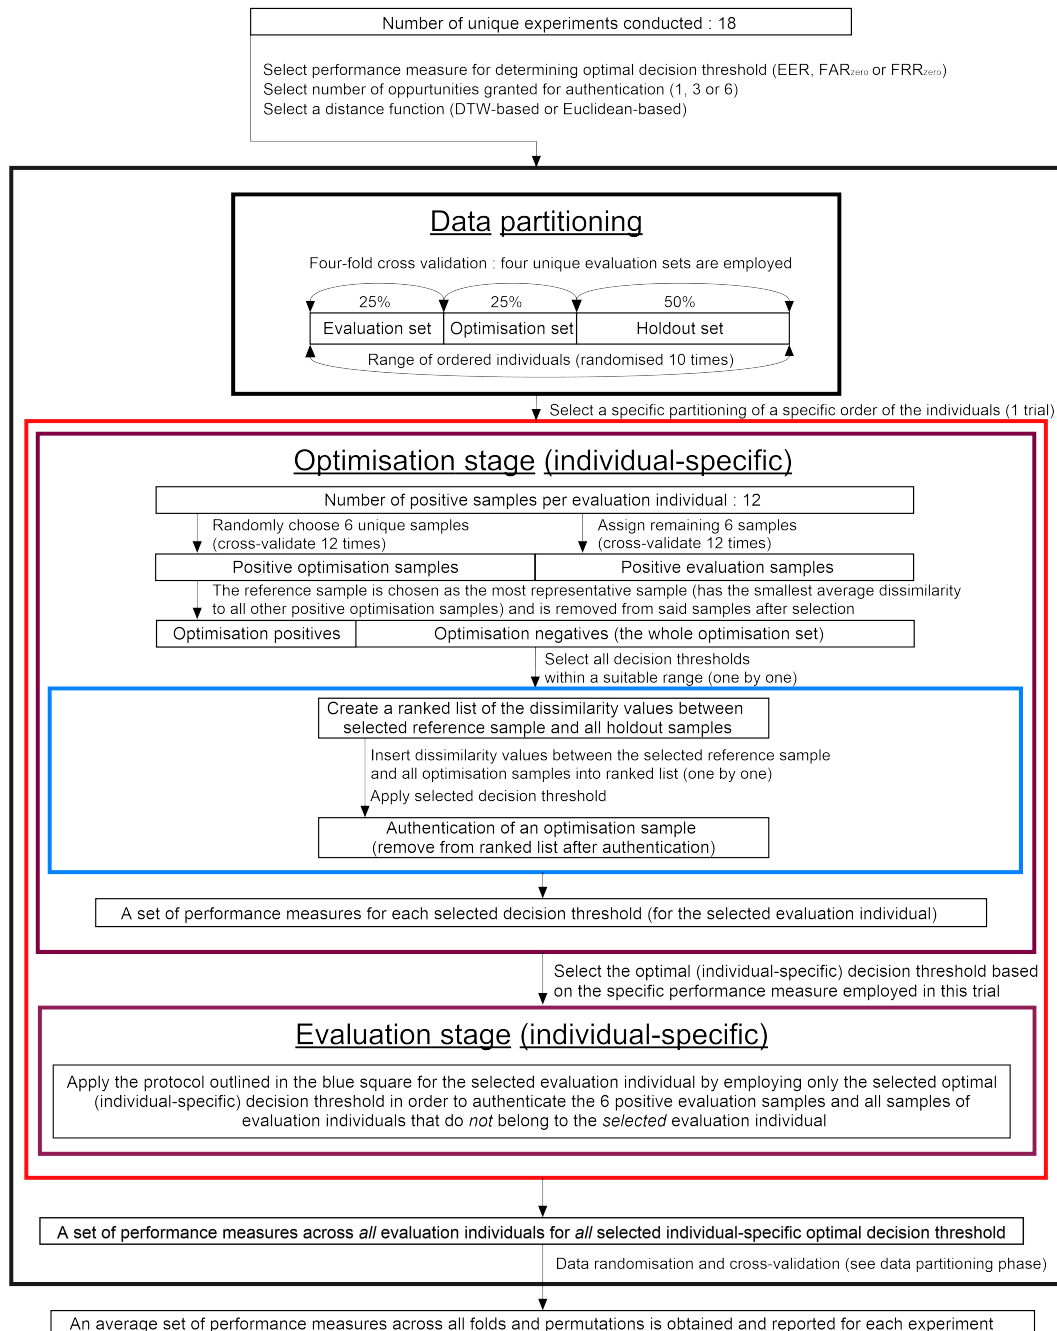 Number of unique experiments conducted : 18
Select performance measure for determining optimal decision threshold (EER, FARzero or FRRzero)
Select number of oppurtunities granted for authentication (1, 3 or 6)
Select a distance function (DTW-based or Euclidean-based)
Data partitioning
Four-fold cross validation : four unique evaluation sets are employed
25% 25% 50%
Evaluation set Optimisation set Holdout set
Range of ordered individuals (randomised 10 times)
Select a specific partitioning of a specific order of the individuals (1 trial)
Optimisation stage (individual-specific)
Number of positive samples per evaluation individual : 12
Randomly choose 6 unique samples
(cross-validate 12 times)
Assign remaining 6 samples
(cross-validate 12 times)
Positive optimisation samples Positive evaluation samples
The reference sample is chosen as the most representative sample (has the smallest average dissimilarity
to all other positive optimisation samples) and is removed from said samples after selection
Optimisation positives Optimisation negatives (the whole optimisation set)
Select all decision thresholds
within a suitable range (one by one)
Create a ranked list of the dissimilarity values between
selected reference sample and all holdout samples
Insert dissimilarity values between the selected reference sample
and all optimisation samples into ranked list (one by one)
Apply selected decision threshold
Authentication of an optimisation sample
(remove from ranked list after authentication)
A set of performance measures for each selected decision threshold (for the selected evaluation individual)
Select the optimal (individual-specific) decision threshold based
on the specific performance measure employed in this trial
Evaluation stage (individual-specific)
Apply the protocol outlined in the blue square for the selected evaluation individual by employing only the selected optimal
(individual-specific) decision threshold in order to authenticate the 6 positive evaluation samples and all samples of
evaluation individuals that do not belong to the selected evaluation individual
A set of performance measures across all evaluation individuals for all selected individual-specific optimal decision threshold
Data randomisation and cross-validation (see data partitioning phase)
An average set of performance measures across all folds and permutations is obtained and reported for each experiment